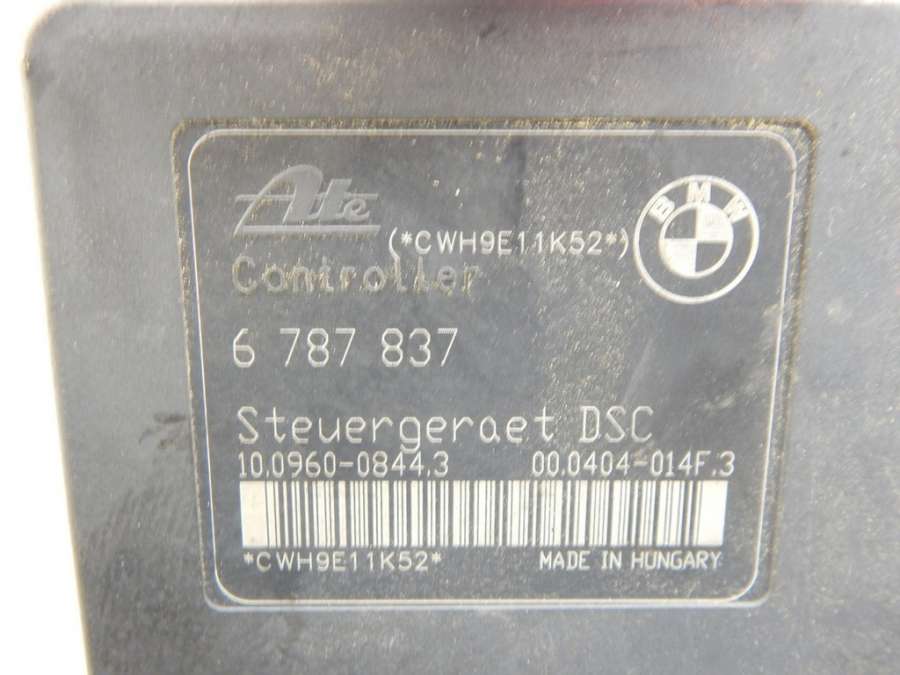 Ate
BMW
(*CWH9E11K52*)
Controller
6 787 837
Steuergeraet DSC
10.0960-0844.3 00.0404-014F.3
*CWH9E11K52* MADE IN HUNGARY